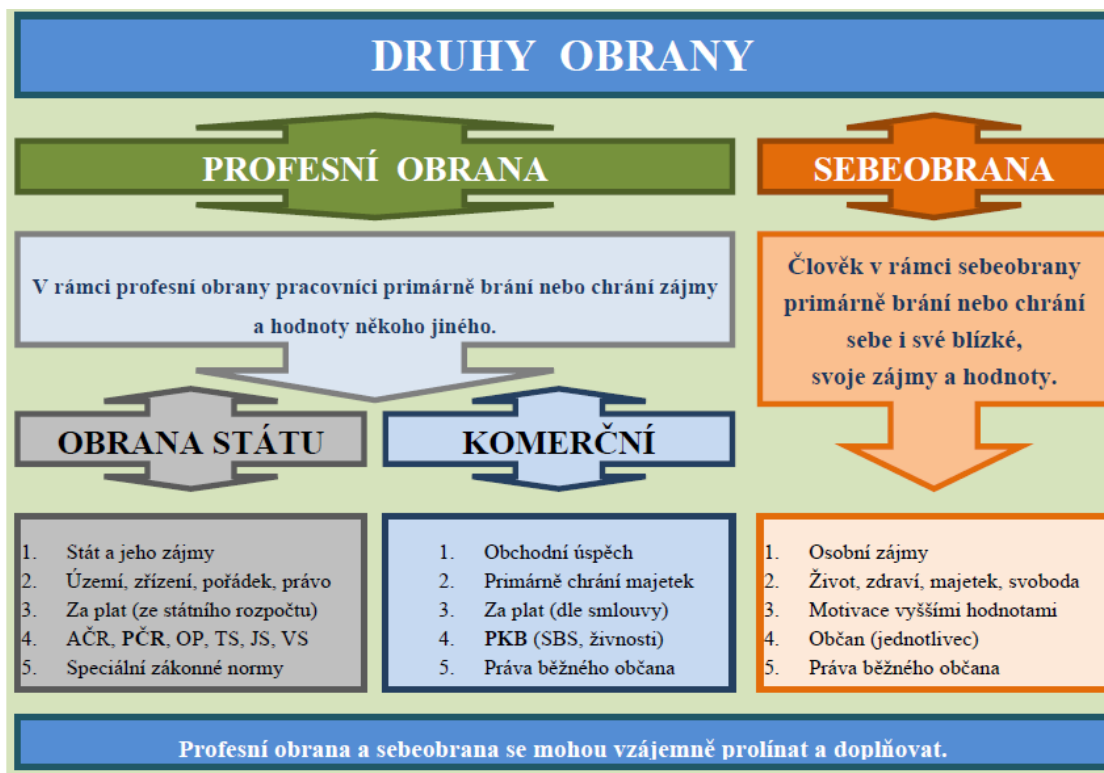 DRUHY OBRANY
PROFESNÍ OBRANA
SEBEOBRANA
V rámci profesní obrany pracovníci primárně brání nebo chrání zájmy
a hodnoty někoho jiného.
Člověk v rámci sebeobrany
primárně brání nebo chrání
sebe i své blízké,
svoje zájmy a hodnoty.
OBRANA STÁTU
KOMERČNÍ
1. Stát a jeho zájmy
2. Území, zřízení, pořádek, právo
3. Za plat (ze státního rozpočtu)
4. AČR, PČR, OP, TS, JS, VS
5. Speciální zákonné normy
1. Obchodní úspěch
2. Primárně chrání majetek
3. Za plat (dle smlouvy)
4. PKB (SBS, živnosti)
5. Práva běžného občana
1. Osobní zájmy
2. Život, zdraví, majetek, svoboda
3. Motivace vyššími hodnotami
4. Občan (jednotlivec)
5. Práva běžného občana
Profesní obrana a sebeobrana se mohou vzájemně prolínat a doplňovat.